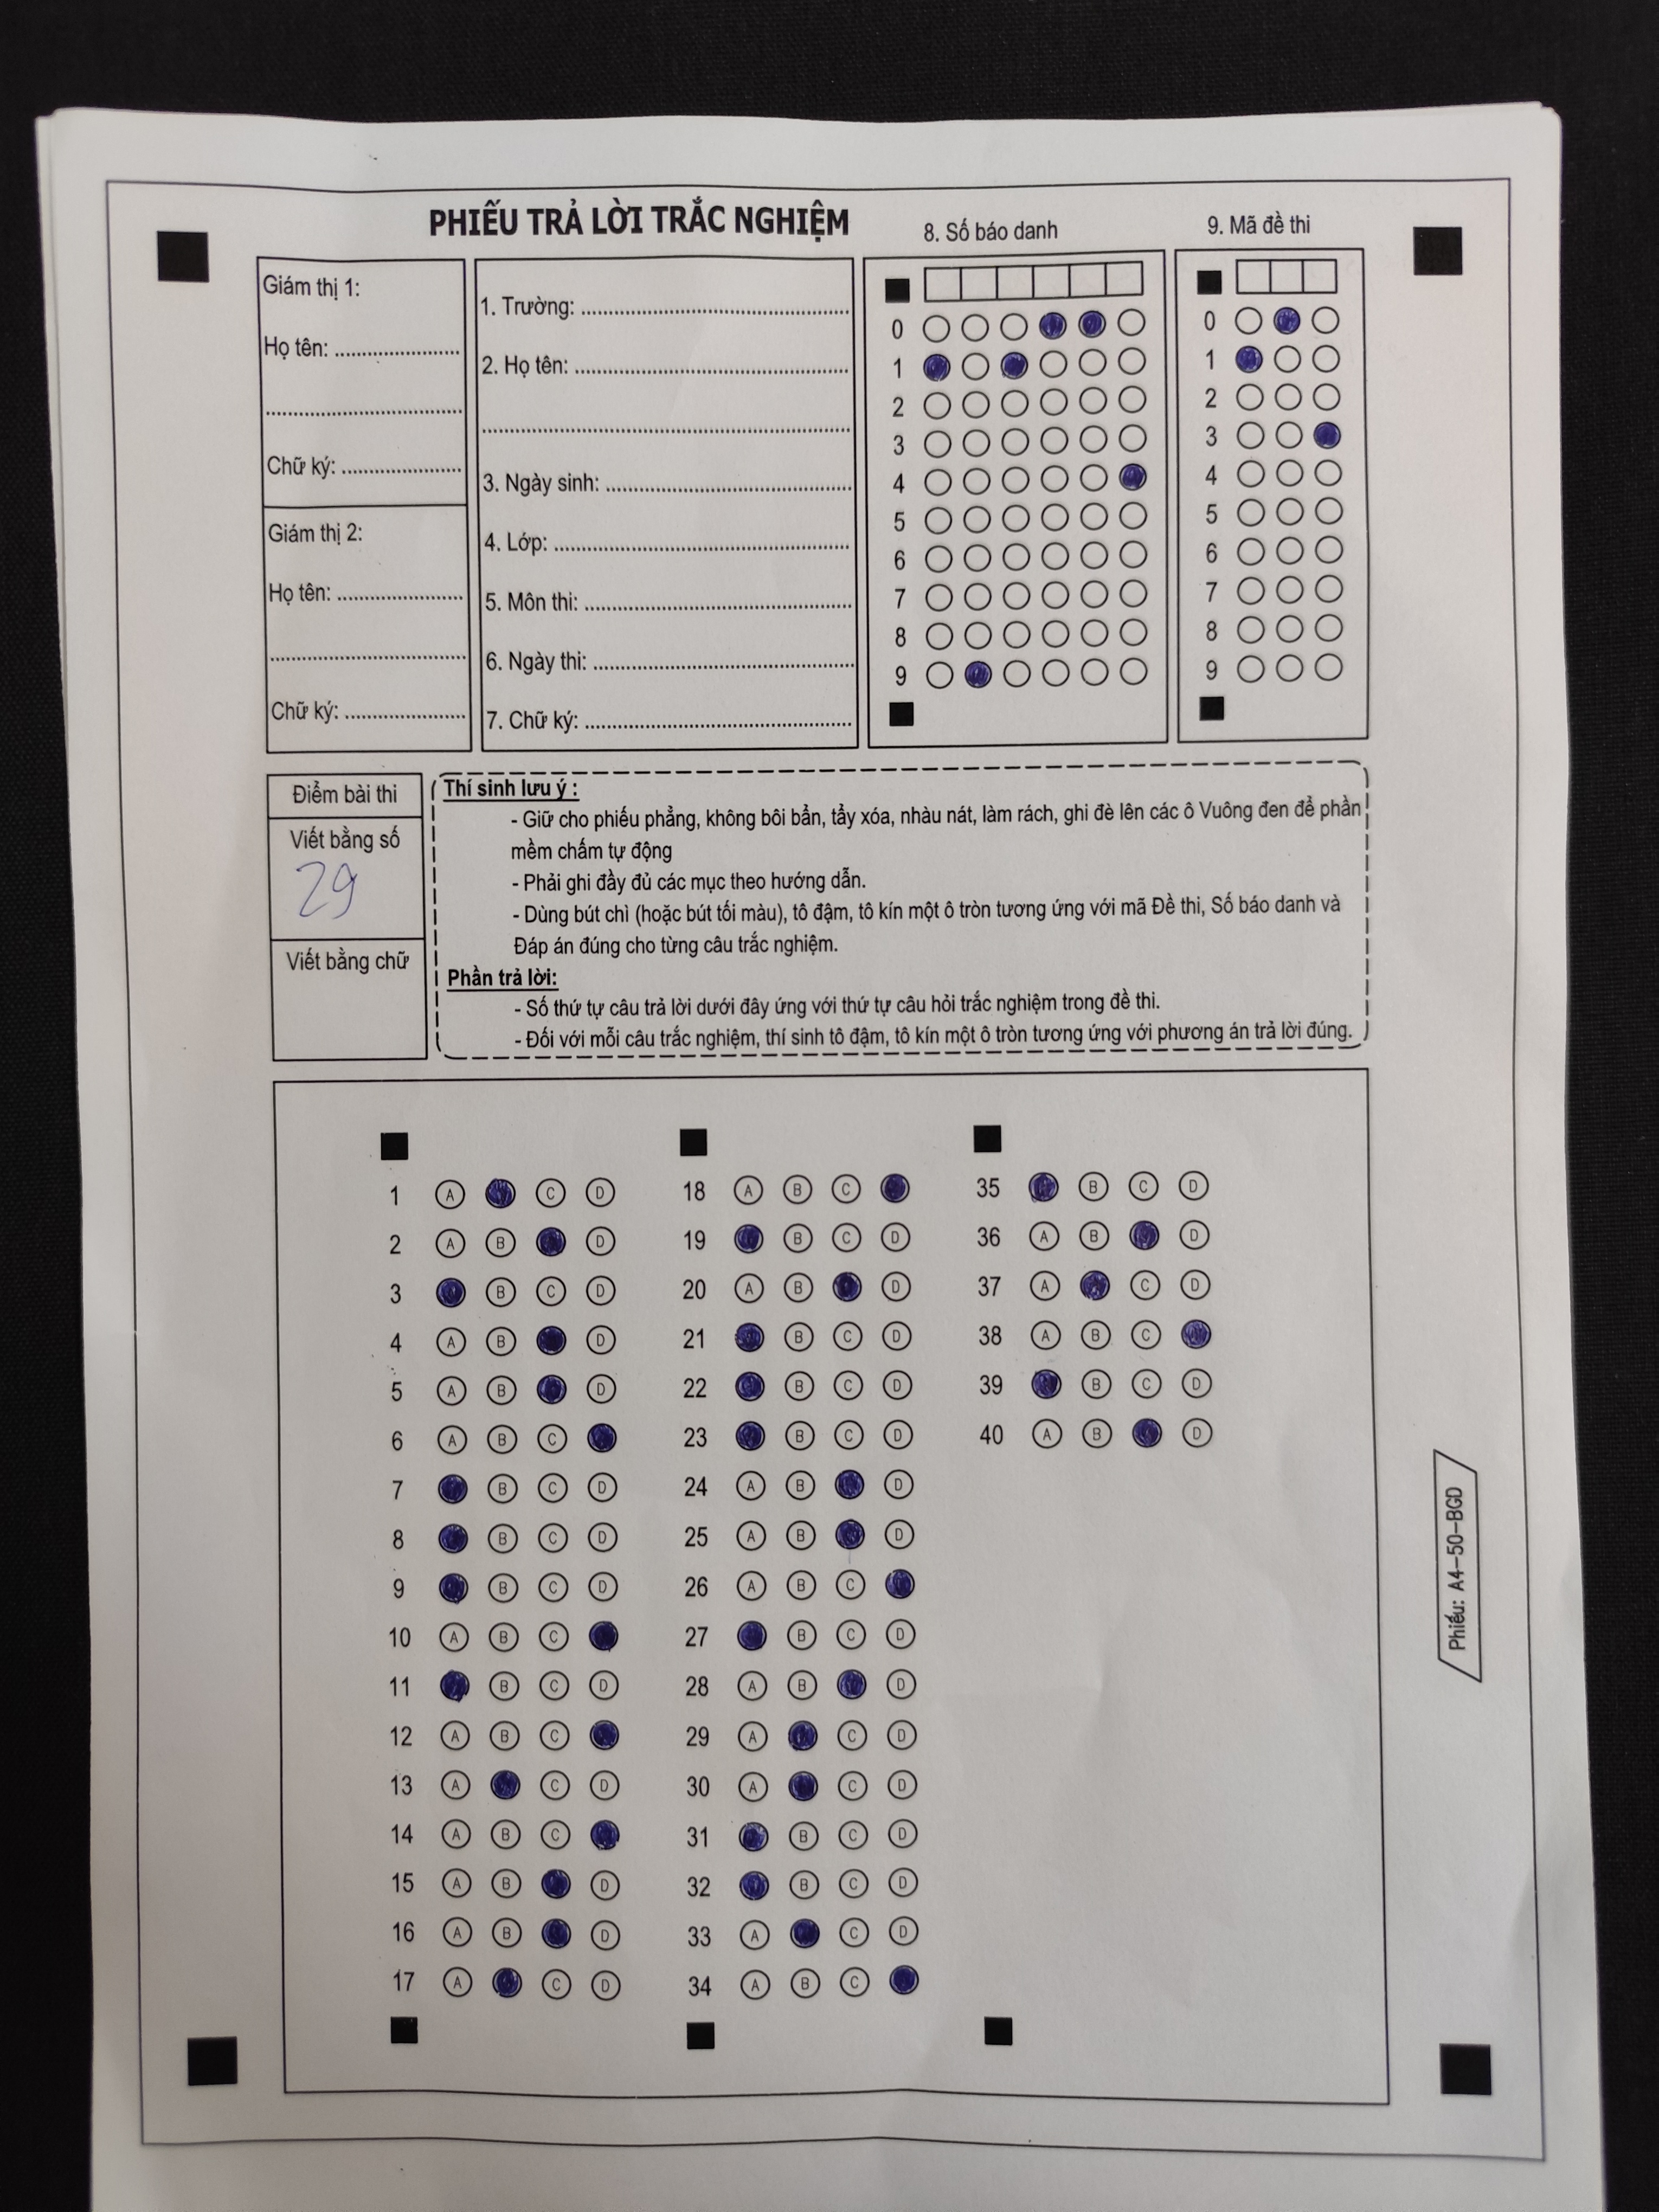 PHIẾU TRẢ LỜI TRẮC NGHIỆM
Giám thị 1:
Họ tên: ......................
...................................
Chữ ký: .....................
Giám thị 2:
Họ tên: ......................
...................................
Chữ ký: .....................
1. Trường: ..............................................
2. Họ tên: ...............................................
................................................................
3. Ngày sinh: ..........................................
4. Lớp: ...................................................
5. Môn thi: ..............................................
6. Ngày thi: .............................................
7. Chữ ký: ..............................................
8. Số báo danh
0
1
2
3
4
5
6
7
8
9
9. Mã đề thi
0
1
2
3
4
5
6
7
8
9
Điểm bài thi
Viết bằng số
29
Viết bằng chữ
Thí sinh lưu ý :
- Giữ cho phiếu phẳng, không bôi bẩn, tẩy xóa, nhàu nát, làm rách, ghi đè lên các ô Vuông đen để phần
mềm chấm tự động
- Phải ghi đầy đủ các mục theo hướng dẫn.
- Dùng bút chì (hoặc bút tối màu), tô đậm, tô kín một ô tròn tương ứng với mã Đề thi, Số báo danh và
Đáp án đúng cho từng câu trắc nghiệm.
Phần trả lời:
- Số thứ tự câu trả lời dưới đây ứng với thứ tự câu hỏi trắc nghiệm trong đề thi.
- Đối với mỗi câu trắc nghiệm, thí sinh tô đậm, tô kín một ô tròn tương ứng với phương án trả lời đúng.
1 A C D
2 A B D
3 B C D
4 A B D
5 A B D
6 A B C
7 B C D
8 B C D
9 B C D
10 A B C
11 B C D
12 A B C
13 A C D
14 A B C
15 A B D
16 A B D
17 A C D
18 A B C
19 B C D
20 A B D
21 B C D
22 B C D
23 B C D
24 A B D
25 A B D
26 A B C
27 B C D
28 A B D
29 A C D
30 A C D
31 B C D
32 B C D
33 A C D
34 A B C
35 B C D
36 A B D
37 A C D
38 A B C
39 B C D
40 A B D
Phiếu: A4-50-BGD